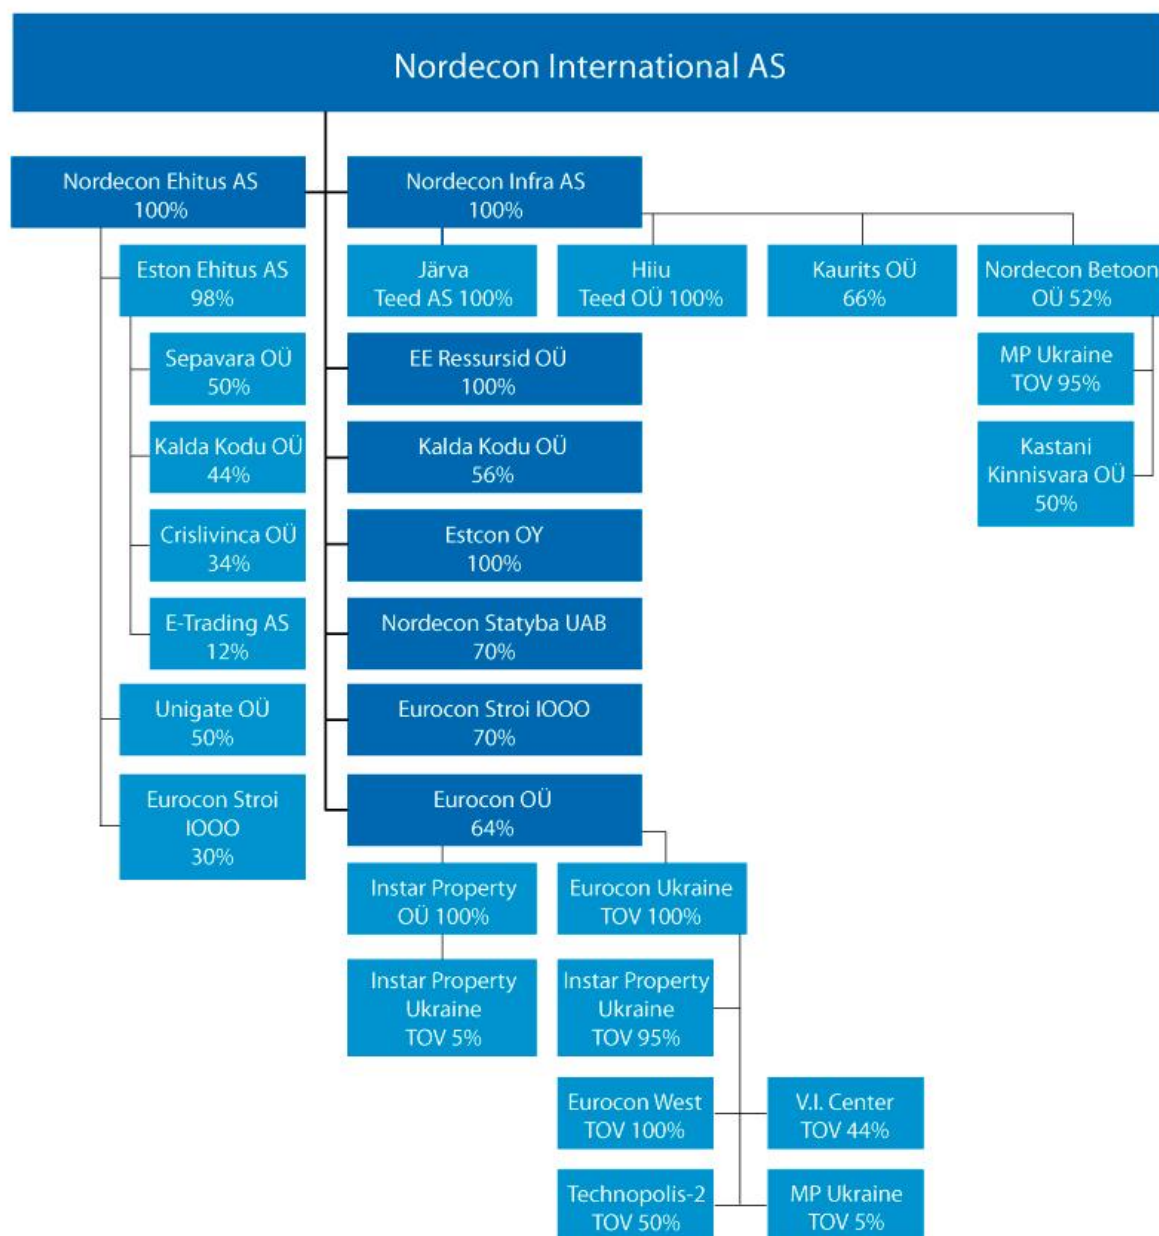 Nordecon International AS
Nordecon Ehitus AS
100%
Nordecon Infra AS
100%
Eston Ehitus AS
98%
Järva
Teed AS 100%
Hiiu
Teed OÜ 100%
Kaurits OÜ
66%
Nordecon Betoon
OÜ 52%
Sepavara OÜ
50%
EE Ressursid OÜ
100%
MP Ukraine
TOV 95%
Kalda Kodu OÜ
44%
Kalda Kodu OÜ
56%
Kastani
Kinnisvara OÜ
50%
Crislivinca OÜ
34%
Estcon OY
100%
E-Trading AS
12%
Nordecon Statyba UAB
70%
Unigate OÜ
50%
Eurocon Stroi IOOO
70%
Eurocon Stroi
IOOO
30%
Eurocon OÜ
64%
Instar Property
OÜ 100%
Eurocon Ukraine
TOV 100%
Instar Property
Ukraine
TOV 5%
Instar Property
Ukraine
TOV 95%
Eurocon West
TOV 100%
V.I. Center
TOV 44%
Technopolis-2
TOV 50%
MP Ukraine
TOV 5%